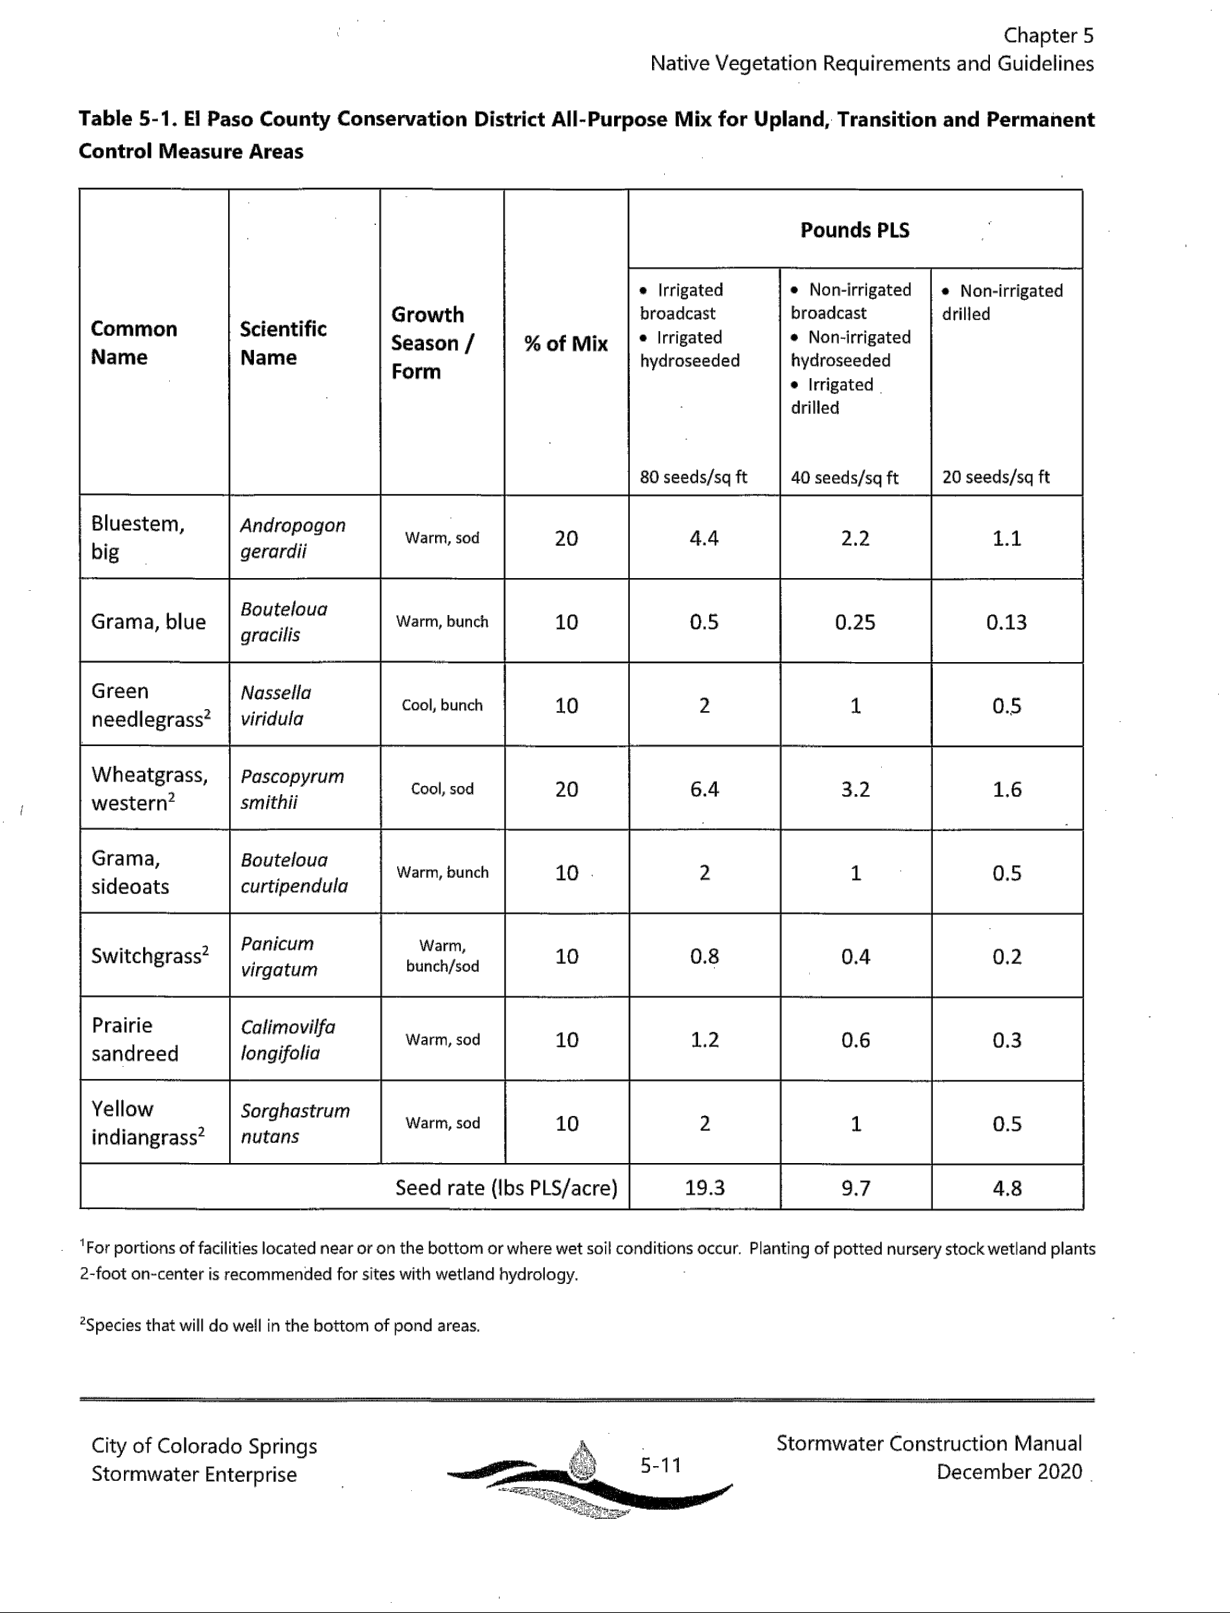 Chapter 5
Native Vegetation Requirements and Guidelines
Table 5-1. El Paso County Conservation District All-Purpose Mix for Upland, Transition and Permanent
Control Measure Areas
Common
Name
Scientific
Name
Growth
Season /
Form
% of Mix
Pounds PLS
• Irrigated
broadcast
• Irrigated
hydroseeded
80 seeds/sq ft
• Non-irrigated
broadcast
• Non-irrigated
hydroseeded
• Irrigated
drilled
40 seeds/sq ft
• Non-irrigated
drilled
20 seeds/sq ft
Bluestem,
big
Andropogon
gerardii
Warm, sod
20
4.4
2.2
1.1
Grama, blue
Bouteloua
gracilis
Warm, bunch
10
0.5
0.25
0.13
Green
needlegrass²
Nassella
viridula
Cool, bunch
10
2
1
0.5
Wheatgrass,
western²
Pascopyrum
smithii
Cool, sod
20
6.4
3.2
1.6
Grama,
sideoats
Bouteloua
curtipendula
Warm, bunch
10
2
1
0.5
Switchgrass²
Panicum
virgatum
Warm,
bunch/sod
10
0.8
0.4
0.2
Prairie
sandreed
Calimovilfa
longifolia
Warm, sod
10
1.2
0.6
0.3
Yellow
indiangrass²
Sorghastrum
nutans
Warm, sod
10
2
1
0.5
Seed rate (lbs PLS/acre)
19.3
9.7
4.8
¹For portions of facilities located near or on the bottom or where wet soil conditions occur. Planting of potted nursery stock wetland plants
2-foot on-center is recommended for sites with wetland hydrology.
²Species that will do well in the bottom of pond areas.
City of Colorado Springs
Stormwater Enterprise
5-11
Stormwater Construction Manual
December 2020